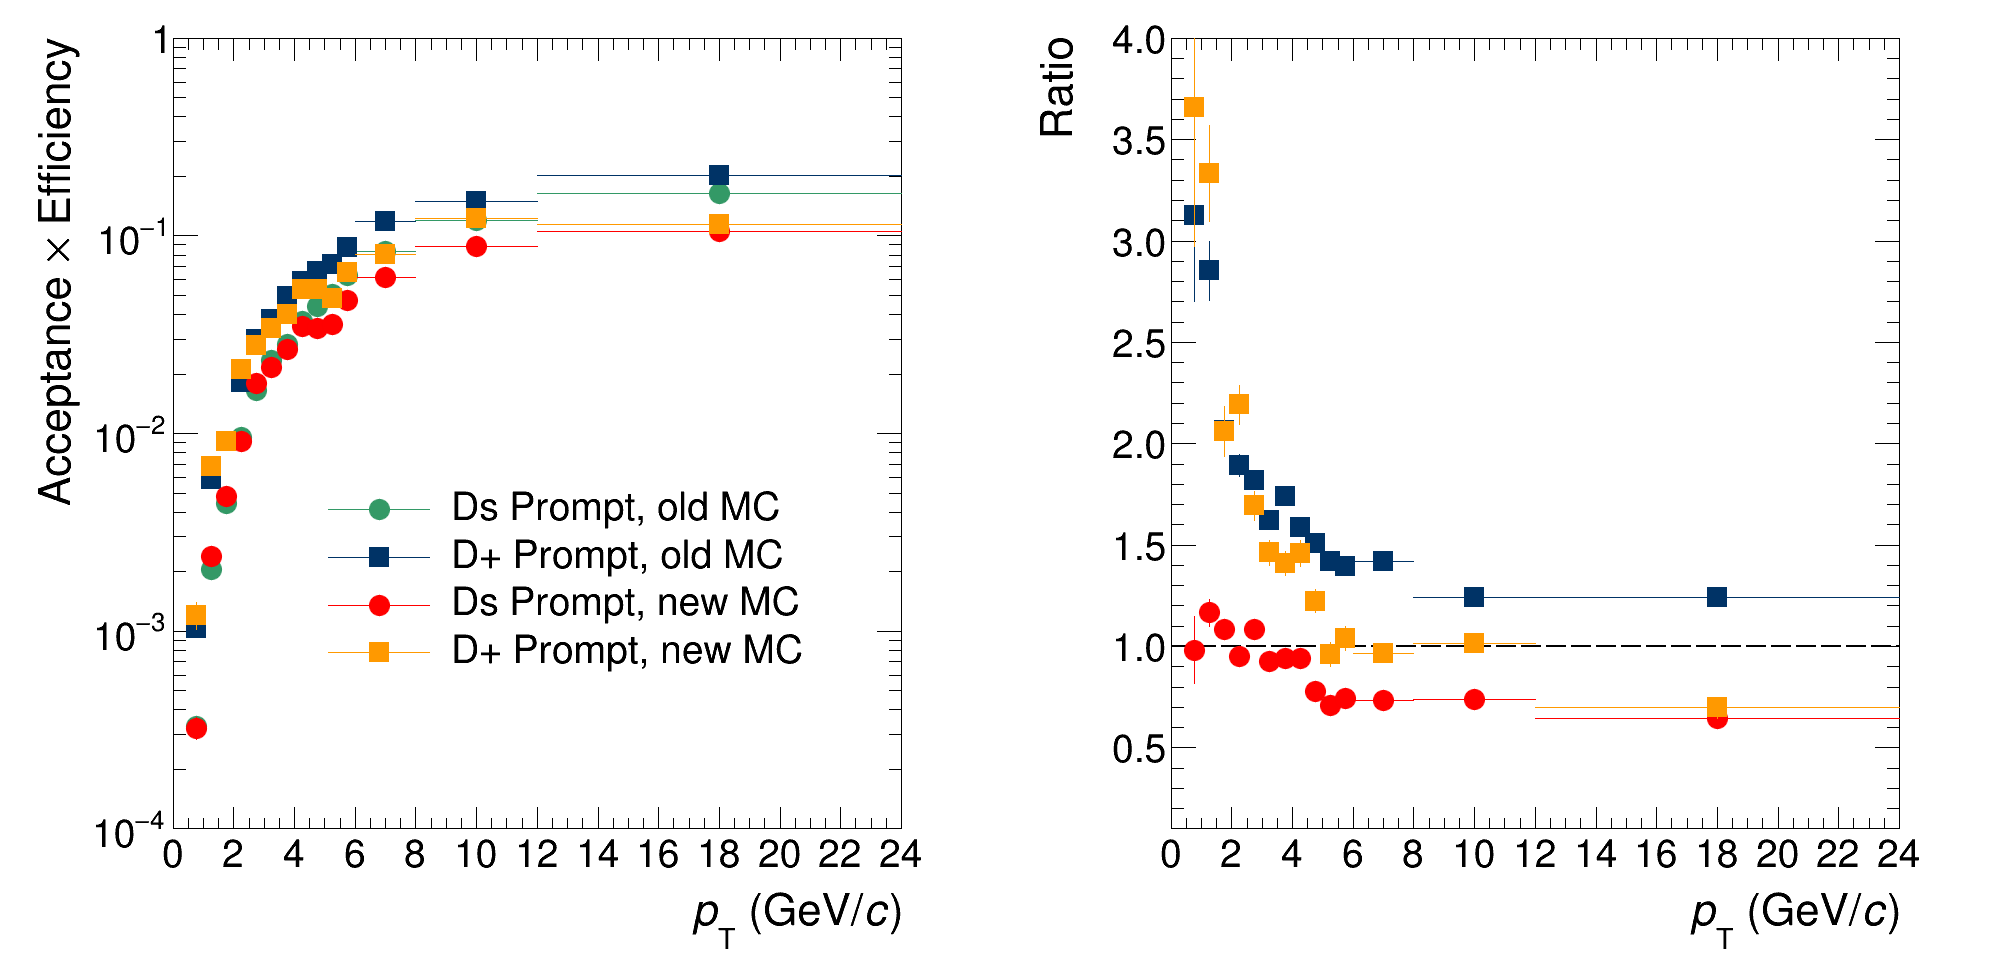 Acceptance × Efficiency
1
10−1
10−2
10−3
10−4
0 2 4 6 8 10 12 14 16 18 20 22 24
pT (GeV/c)
Ds Prompt, old MC
D+ Prompt, old MC
Ds Prompt, new MC
D+ Prompt, new MC
Ratio
4.0
3.5
3.0
2.5
2.0
1.5
1.0
0.5
0 2 4 6 8 10 12 14 16 18 20 22 24
pT (GeV/c)